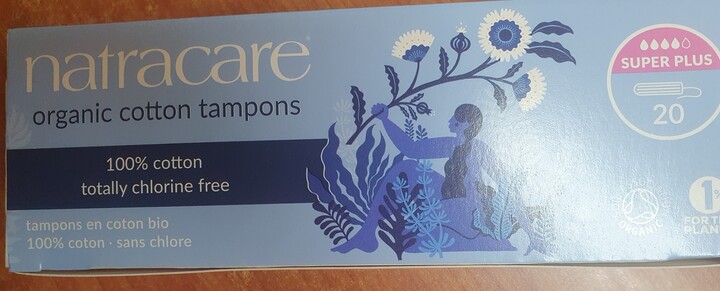 natracare
organic cotton tampons
100% cotton
totally chlorine free
tampons en coton bio
100% coton · sans chlore
SUPER PLUS
20
ORGANIC
1%
FOR